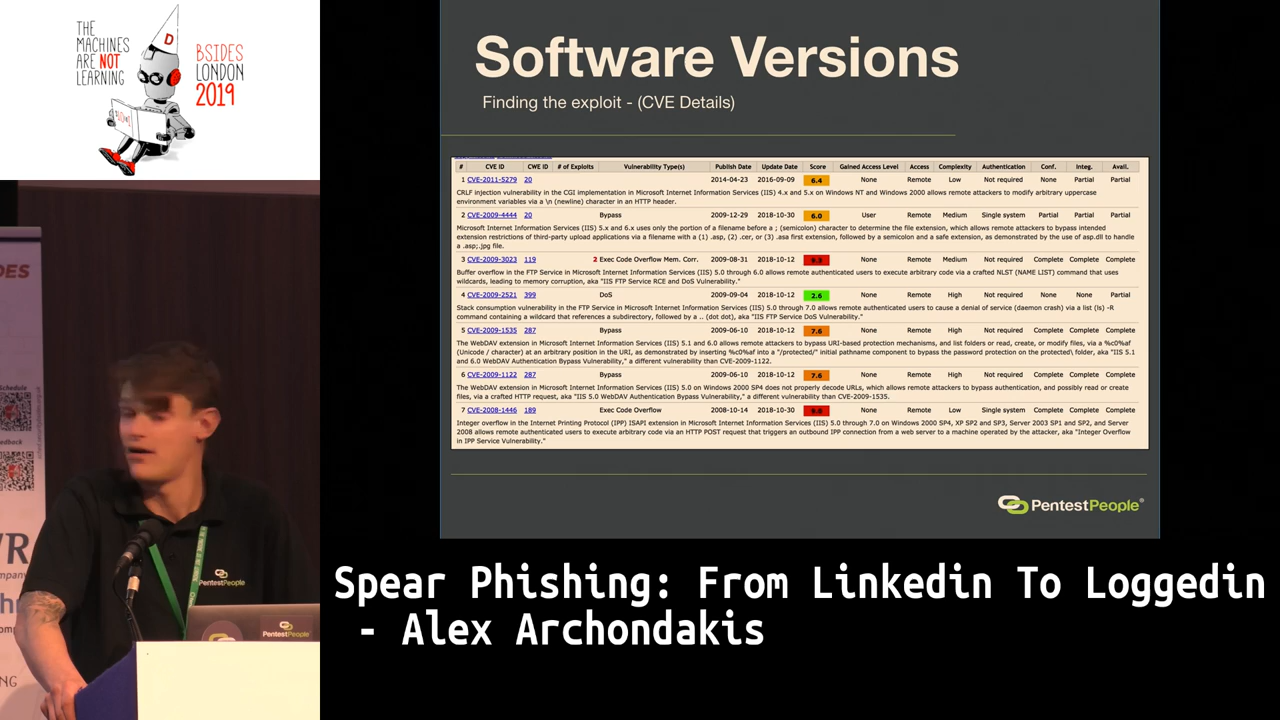 THE
MACHINES
ARE NOT
LEARNING
D
BSIDES
LONDON
2019
Software Versions
Finding the exploit - (CVE Details)
# CVE ID CWE ID # of Exploits Vulnerability Type(s) Publish Date Update Date Score Gained Access Level Access Complexity Authentication Conf. Integ. Avail.
1 CVE-2011-5279 20 2014-04-23 2016-09-09 6.4 None Remote Low Not required None Partial Partial
CRLF injection vulnerability in the CGI implementation in Microsoft Internet Information Services (IIS) 4.x and 5.x on Windows NT and Windows 2000 allows remote attackers to modify arbitrary uppercase
environment variables via a \n (newline) character in an HTTP header.
2 CVE-2009-4444 20 Bypass 2009-12-29 2018-10-30 6.0 User Remote Medium Single system Partial Partial Partial
Microsoft Internet Information Services (IIS) 5.x and 6.x uses only the portion of a filename before a ; (semicolon) character to determine the file extension, which allows remote attackers to bypass intended
extension restrictions of third-party upload applications via a filename with a (1) .asp, (2) .cer, or (3) .asa first extension, followed by a semicolon and a safe extension, as demonstrated by the use of asp.dll to handle
a .asp;.jpg file.
3 CVE-2009-3023 119 2 Exec Code Overflow Mem. Corr. 2009-08-31 2018-10-12 None Remote Medium Not required Complete Complete Complete
Buffer overflow in the FTP Service in Microsoft Internet Information Services (IIS) 5.0 through 6.0 allows remote authenticated users to execute arbitrary code via a crafted NLST (NAME LIST) command that uses
wildcards, leading to memory corruption, aka "IIS FTP Service RCE and DoS Vulnerability."
4 CVE-2009-2521 399 DoS 2009-09-04 2018-10-12 2.6 None Remote High Not required None None Partial
Stack consumption vulnerability in the FTP Service in Microsoft Internet Information Services (IIS) 5.0 through 7.0 allows remote authenticated users to cause a denial of service (daemon crash) via a list (ls) -R
command containing a wildcard that references a subdirectory, followed by a .. (dot dot), aka "IIS FTP Service DoS Vulnerability."
5 CVE-2009-1535 287 Bypass 2009-06-10 2018-10-12 7.6 None Remote High Not required Complete Complete Complete
The WebDAV extension in Microsoft Internet Information Services (IIS) 5.1 and 6.0 allows remote attackers to bypass URI-based protection mechanisms, and list folders or read, create, or modify files, via a %c0%af
(Unicode / character) at an arbitrary position in the URI, as demonstrated by inserting %c0%af into a "/protected/" initial pathname component to bypass the password protection on the protected\ folder, aka "IIS 5.1
and 6.0 WebDAV Authentication Bypass Vulnerability," a different vulnerability than CVE-2009-1122.
6 CVE-2009-1122 287 Bypass 2009-06-10 2018-10-12 7.6 None Remote High Not required Complete Complete Complete
The WebDAV extension in Microsoft Internet Information Services (IIS) 5.0 on Windows 2000 SP4 does not properly decode URLs, which allows remote attackers to bypass authentication, and possibly read or create
files, via a crafted HTTP request, aka "IIS 5.0 WebDAV Authentication Bypass Vulnerability," a different vulnerability than CVE-2009-1535.
7 CVE-2008-1446 189 Exec Code Overflow 2008-10-14 2018-10-30 None Remote Low Single system Complete Complete Complete
Integer overflow in the Internet Printing Protocol (IPP) ISAPI extension in Microsoft Internet Information Services (IIS) 5.0 through 7.0 on Windows 2000 SP4, XP SP2 and SP3, Server 2003 SP1 and SP2, and Server
2008 allows remote authenticated users to execute arbitrary code via an HTTP POST request that triggers an outbound IPP connection from a web server to a machine operated by the attacker, aka "Integer Overflow
in IPP Service Vulnerability."
PentestPeople®
Spear Phishing: From Linkedin To Loggedin
- Alex Archondakis
PentestPeople
PentestPeople